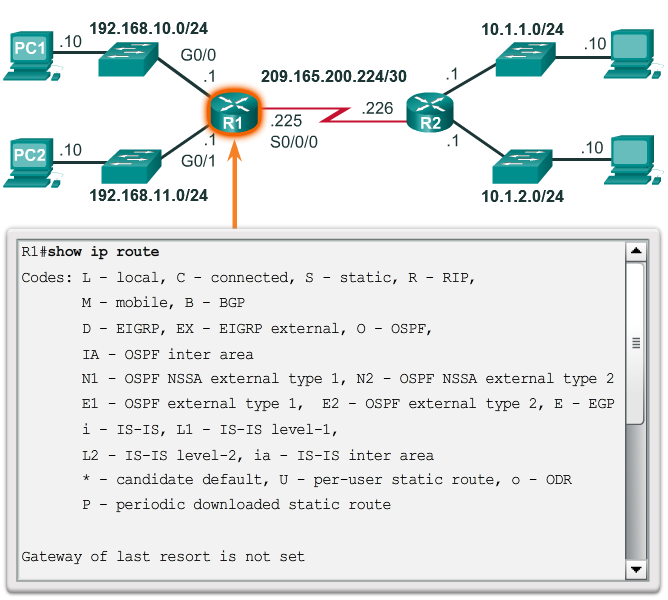 192.168.10.0/24
10.1.1.0/24
PC1
.10
G0/0
.10
.1
209.165.200.224/30
.1
R1
.225
.226
R2
S0/0/0
PC2
.10
.1
G0/1
.1
.10
192.168.11.0/24
10.1.2.0/24
R1#show ip route
Codes: L - local, C - connected, S - static, R - RIP,
M - mobile, B - BGP
D - EIGRP, EX - EIGRP external, O - OSPF,
IA - OSPF inter area
N1 - OSPF NSSA external type 1, N2 - OSPF NSSA external type 2
E1 - OSPF external type 1, E2 - OSPF external type 2, E - EGP
i - IS-IS, L1 - IS-IS level-1,
L2 - IS-IS level-2, ia - IS-IS inter area
* - candidate default, U - per-user static route, o - ODR
P - periodic downloaded static route
Gateway of last resort is not set